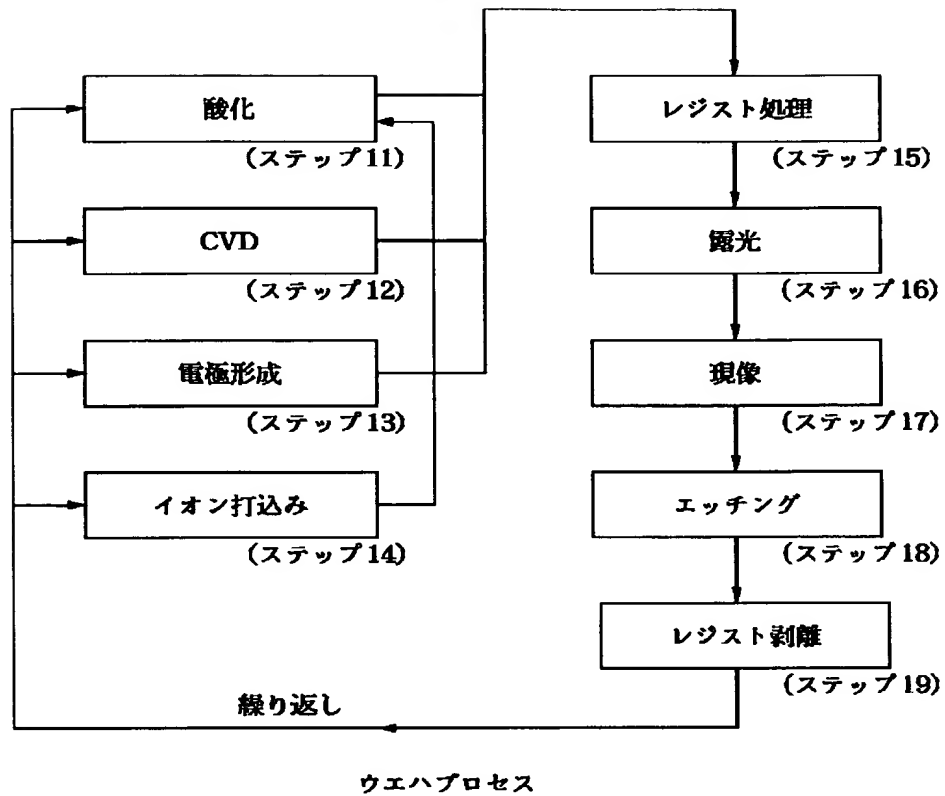 酸化
(ステップ11)
CVD
(ステップ12)
電極形成
(ステップ13)
イオン打込み
(ステップ14)
レジスト処理
(ステップ15)
露光
(ステップ16)
現像
(ステップ17)
エッチング
(ステップ18)
レジスト剥離
(ステップ19)
繰り返し
ウエハプロセス